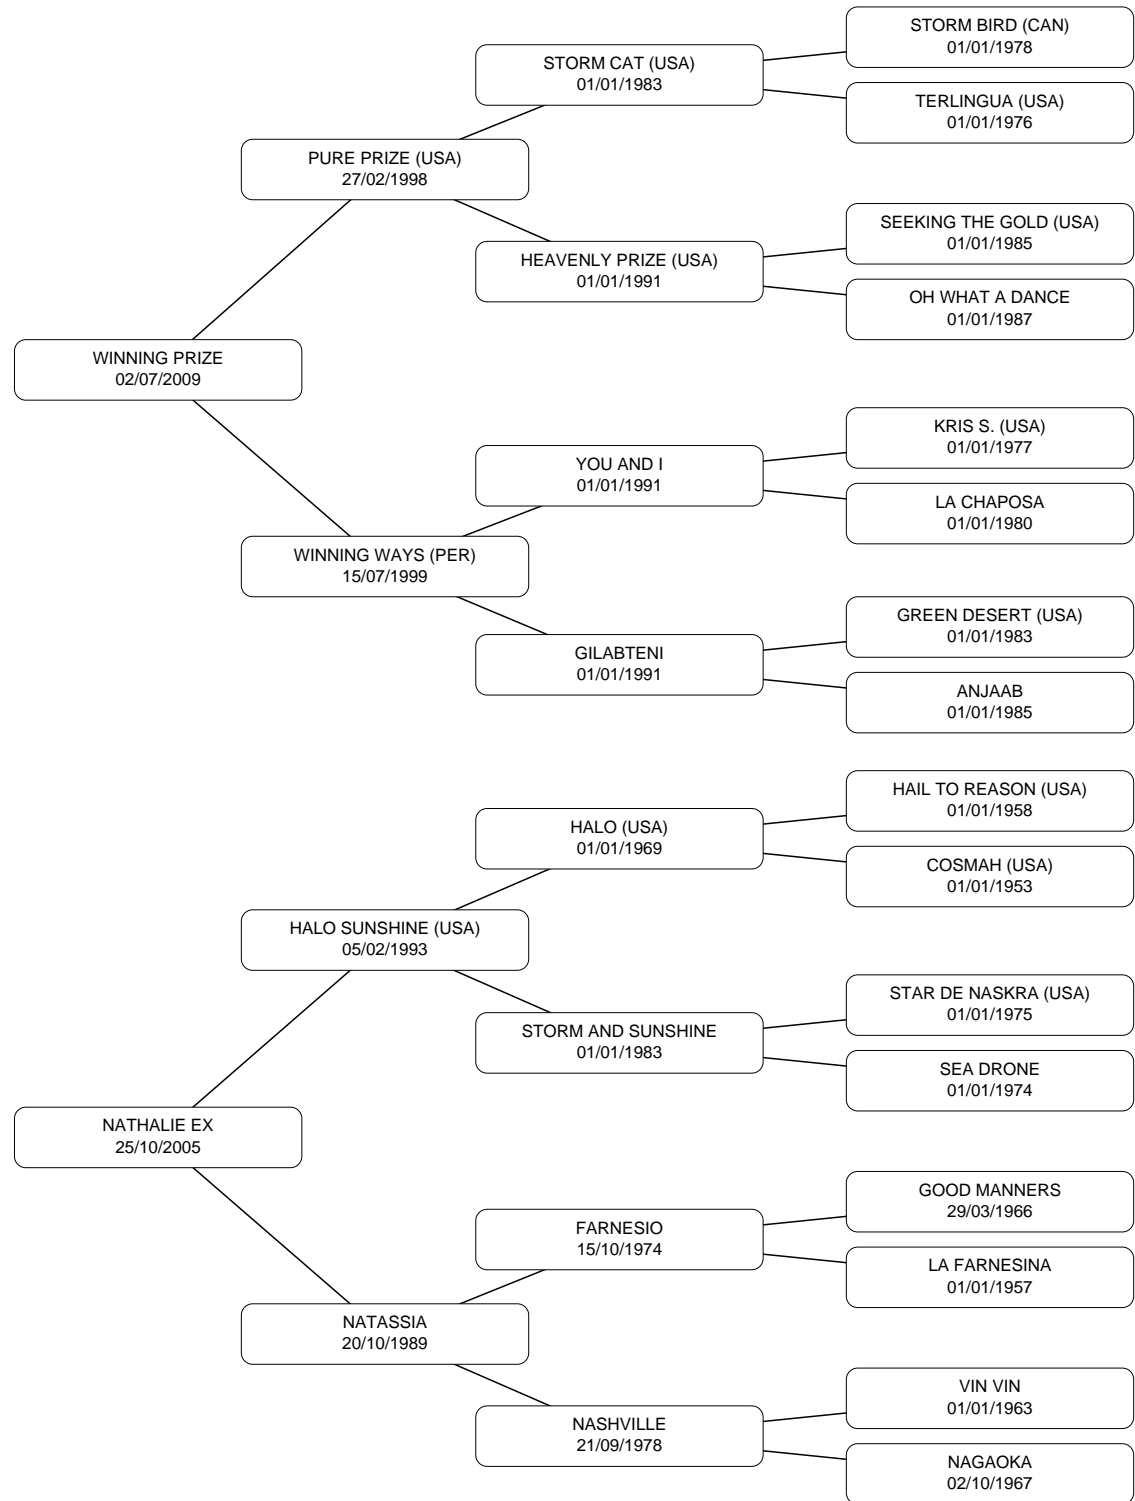 STORM BIRD (CAN)
01/01/1978
STORM CAT (USA)
01/01/1983
TERLINGUA (USA)
01/01/1976
PURE PRIZE (USA)
27/02/1998
SEEKING THE GOLD (USA)
01/01/1985
HEAVENLY PRIZE (USA)
01/01/1991
OH WHAT A DANCE
01/01/1987
WINNING PRIZE
02/07/2009
KRIS S. (USA)
01/01/1977
YOU AND I
01/01/1991
LA CHAPOSA
01/01/1980
WINNING WAYS (PER)
15/07/1999
GREEN DESERT (USA)
01/01/1983
GILABTENI
01/01/1991
ANJAAB
01/01/1985
HAIL TO REASON (USA)
01/01/1958
HALO (USA)
01/01/1969
COSMAH (USA)
01/01/1953
HALO SUNSHINE (USA)
05/02/1993
STAR DE NASKRA (USA)
01/01/1975
STORM AND SUNSHINE
01/01/1983
SEA DRONE
01/01/1974
NATHALIE EX
25/10/2005
GOOD MANNERS
29/03/1966
FARNESIO
15/10/1974
LA FARNESINA
01/01/1957
NATASSIA
20/10/1989
VIN VIN
01/01/1963
NASHVILLE
21/09/1978
NAGAOKA
02/10/1967